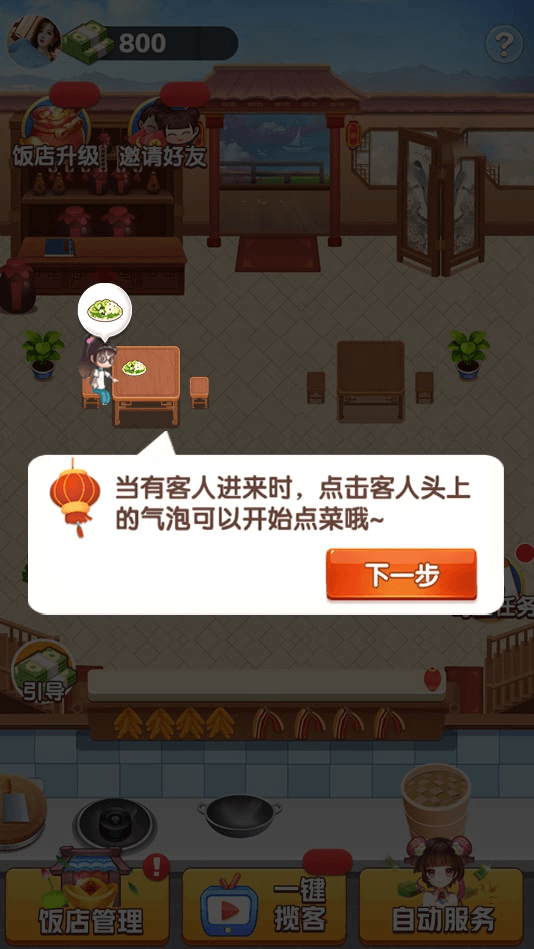 800
?
饭店升级 邀请好友
当有客人进来时，点击客人头上
的气泡可以开始点菜哦~
下一步
任务
引导
!
饭店管理
一键
揽客
自动服务